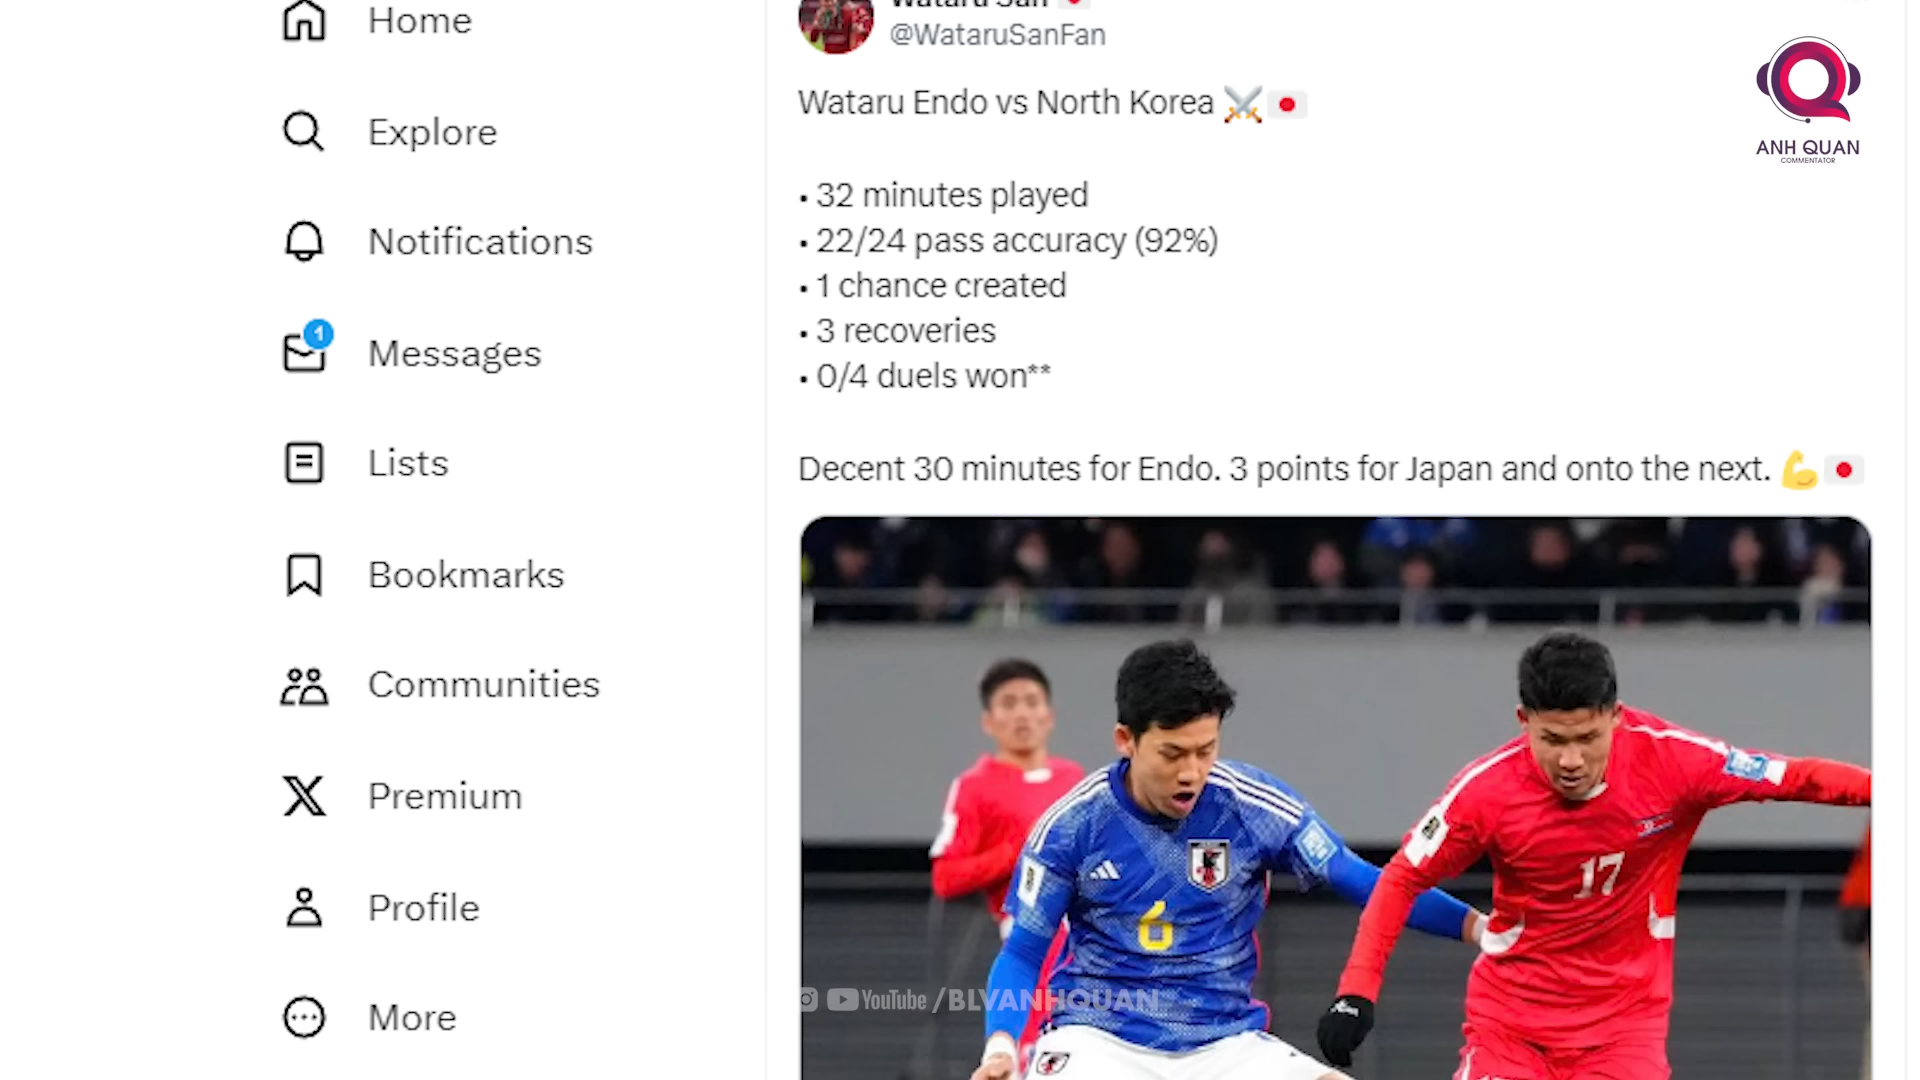 Home
Explore
Notifications
1
Messages
Lists
Bookmarks
Communities
Premium
Profile
More
Wataru San
@WataruSanFan
Wataru Endo vs North Korea
• 32 minutes played
• 22/24 pass accuracy (92%)
• 1 chance created
• 3 recoveries
• 0/4 duels won**
Decent 30 minutes for Endo. 3 points for Japan and onto the next.
ANH QUAN
COMMENTATOR
6
17
YouTube /BLVANHQUAN